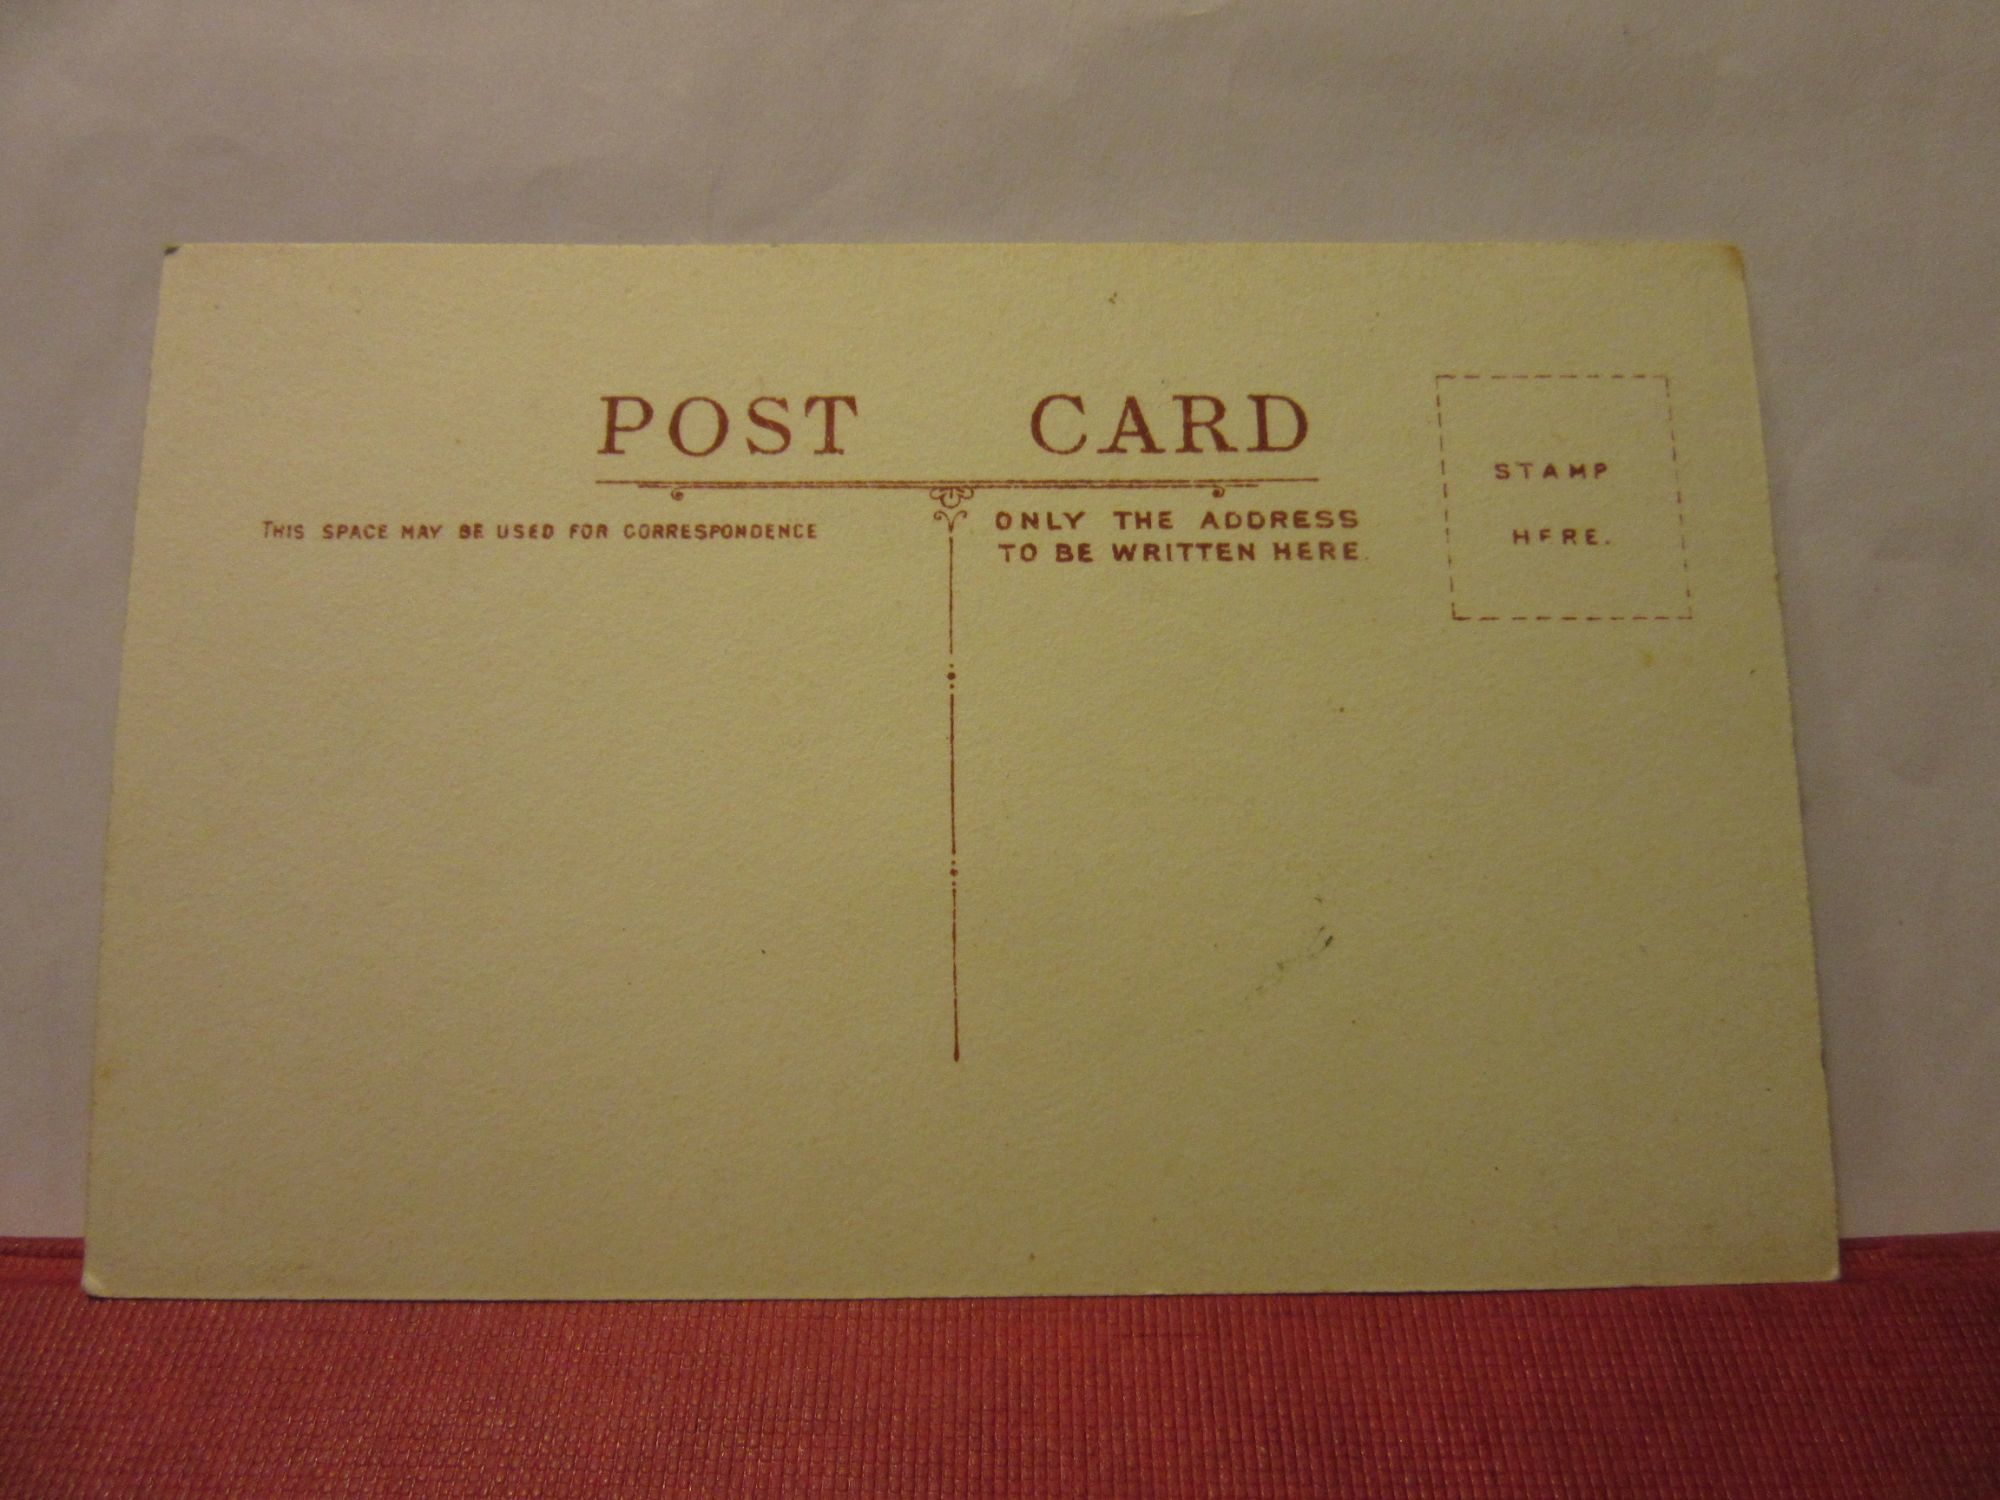 POST CARD
THIS SPACE MAY BE USED FOR CORRESPONDENCE
ONLY THE ADDRESS
TO BE WRITTEN HERE.
STAMP
HERE.